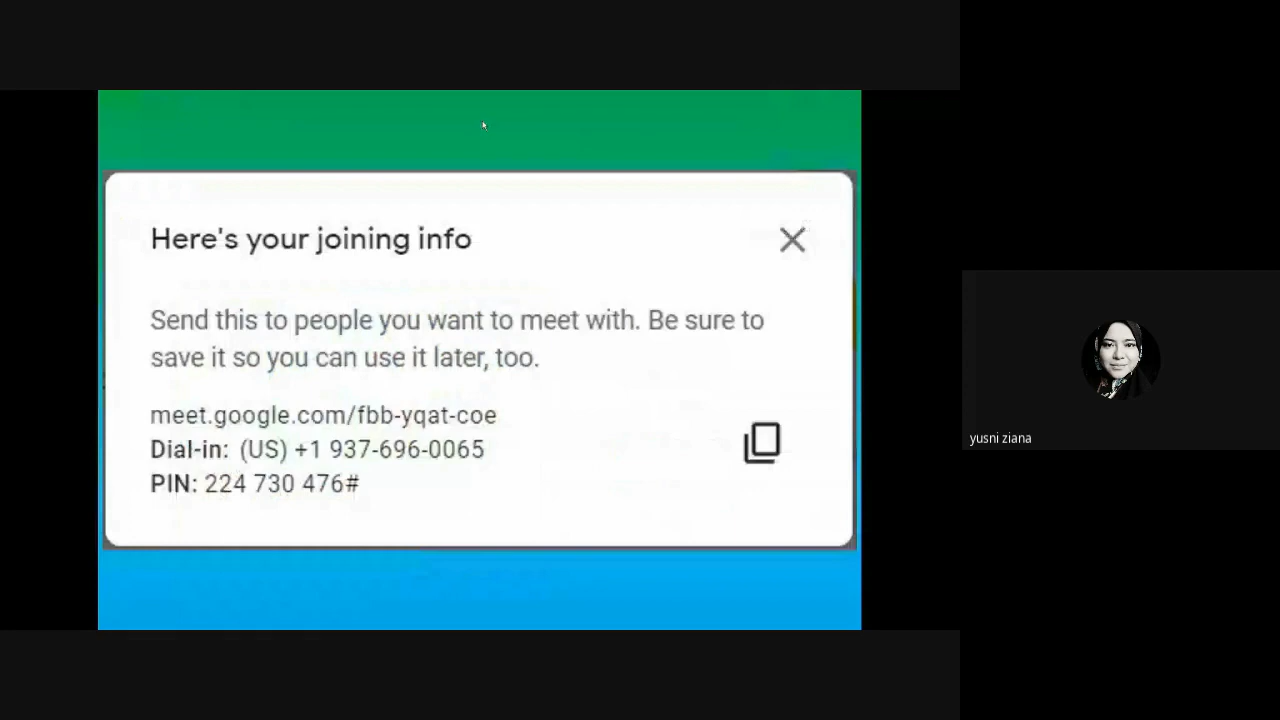 Here's your joining info
Send this to people you want to meet with. Be sure to
save it so you can use it later, too.
meet.google.com/fbb-yqat-coe
Dial-in: (US) +1 937-696-0065
PIN: 224 730 476#
yusni ziana